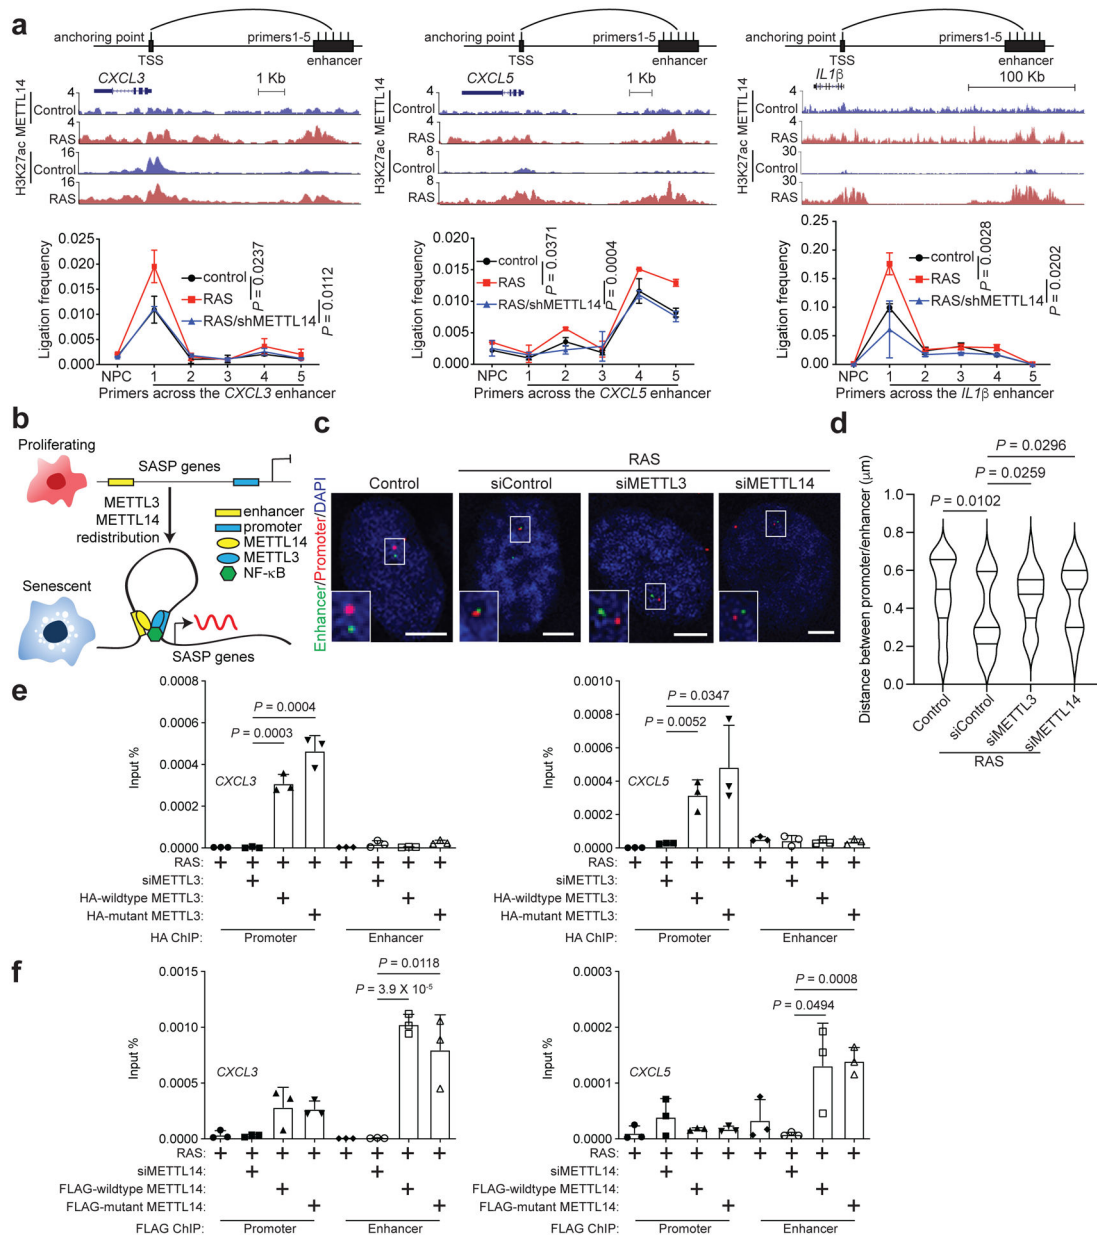 a
anchoring point
primers1-5
TSS
enhancer
CXCL3
1 Kb
H3K27ac METTL14
4
Control
4
RAS
16
Control
16
RAS
Ligation frequency
0.025
0.020
0.015
0.010
0.005
0.000
control
RAS
RAS/shMETTL14
P = 0.0237
P = 0.0112
NPC 1 2 3 4 5
Primers across the CXCL3 enhancer
anchoring point
primers1-5
TSS
enhancer
CXCL5
1 Kb
H3K27ac METTL14
4
Control
4
RAS
8
Control
8
RAS
Ligation frequency
0.020
0.015
0.010
0.005
0.000
control
RAS
RAS/shMETTL14
P = 0.0371
P = 0.0004
NPC 1 2 3 4 5
Primers across the CXCL5 enhancer
anchoring point
primers1-5
TSS
enhancer
IL1β
100 Kb
H3K27ac METTL14
4
Control
4
RAS
30
Control
30
RAS
Ligation frequency
0.25
0.20
0.15
0.10
0.05
0.00
control
RAS
RAS/shMETTL14
P = 0.0028
P = 0.0202
NPC 1 2 3 4 5
Primers across the IL1β enhancer
b
Proliferating
SASP genes
METTL3
METTL14
redistribution
enhancer
promoter
METTL14
METTL3
NF-κB
Senescent
SASP genes
c
RAS
Control siControl siMETTL3 siMETTL14
Enhancer/Promoter/DAPI
d
Distance between promoter/enhancer (μm)
P = 0.0296
P = 0.0259
P = 0.0102
1.0
0.8
0.6
0.4
0.2
0.0
Control
siControl
siMETTL3
siMETTL14
RAS
e
Input %
0.0008
0.0006
0.0004
0.0002
0.0000
P = 0.0004
P = 0.0003
CXCL3
RAS: + + + + + + + +
siMETTL3: + +
HA-wildtype METTL3: + +
HA-mutant METTL3: + +
HA ChIP: Promoter Enhancer
Input %
0.0010
0.0008
0.0006
0.0004
0.0002
0.0000
P = 0.0347
P = 0.0052
CXCL5
RAS: + + + + + + + +
siMETTL3: + +
HA-wildtype METTL3: + +
HA-mutant METTL3: + +
HA ChIP: Promoter Enhancer
f
Input %
0.0015
0.0010
0.0005
0.0000
P = 0.0118
P = 3.9 X 10-5
CXCL3
RAS: + + + + + + + +
siMETTL14: + +
FLAG-wildtype METTL14: + +
FLAG-mutant METTL14: + +
FLAG ChIP: Promoter Enhancer
Input %
0.0003
0.0002
0.0001
0.0000
P = 0.0008
P = 0.0494
CXCL5
RAS: + + + + + + + +
siMETTL14: + +
FLAG-wildtype METTL14: + +
FLAG-mutant METTL14: + +
FLAG ChIP: Promoter Enhancer